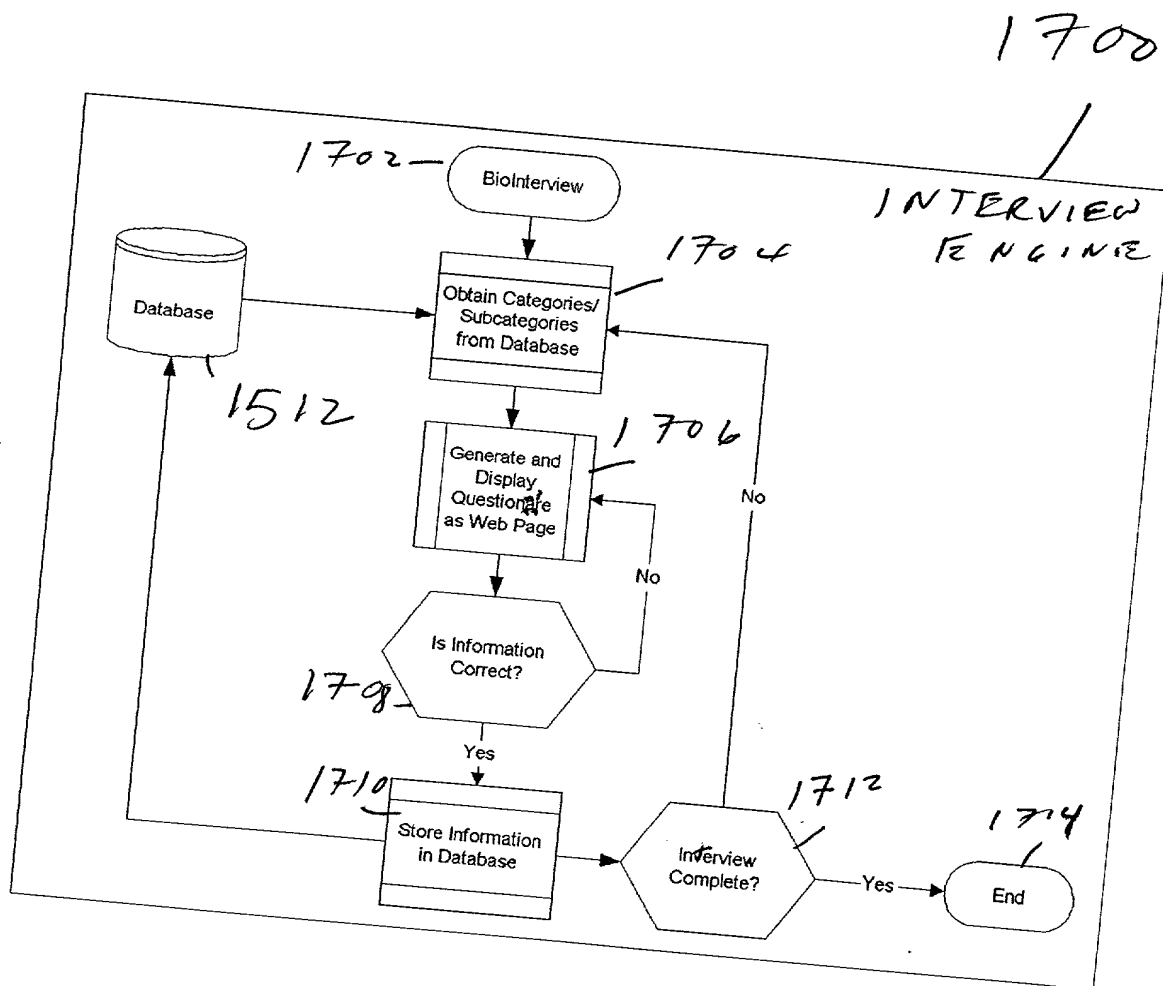 1700
INTERVIEW
ENGINE
1702
BioInterview
1704
Obtain Categories/
Subcategories
from Database
Database
1512
1706
Generate and
Display
Questionaire
as Web Page
No
No
Is Information
Correct?
1708
Yes
1710
Store Information
in Database
1712
Interview
Complete?
Yes
1714
End